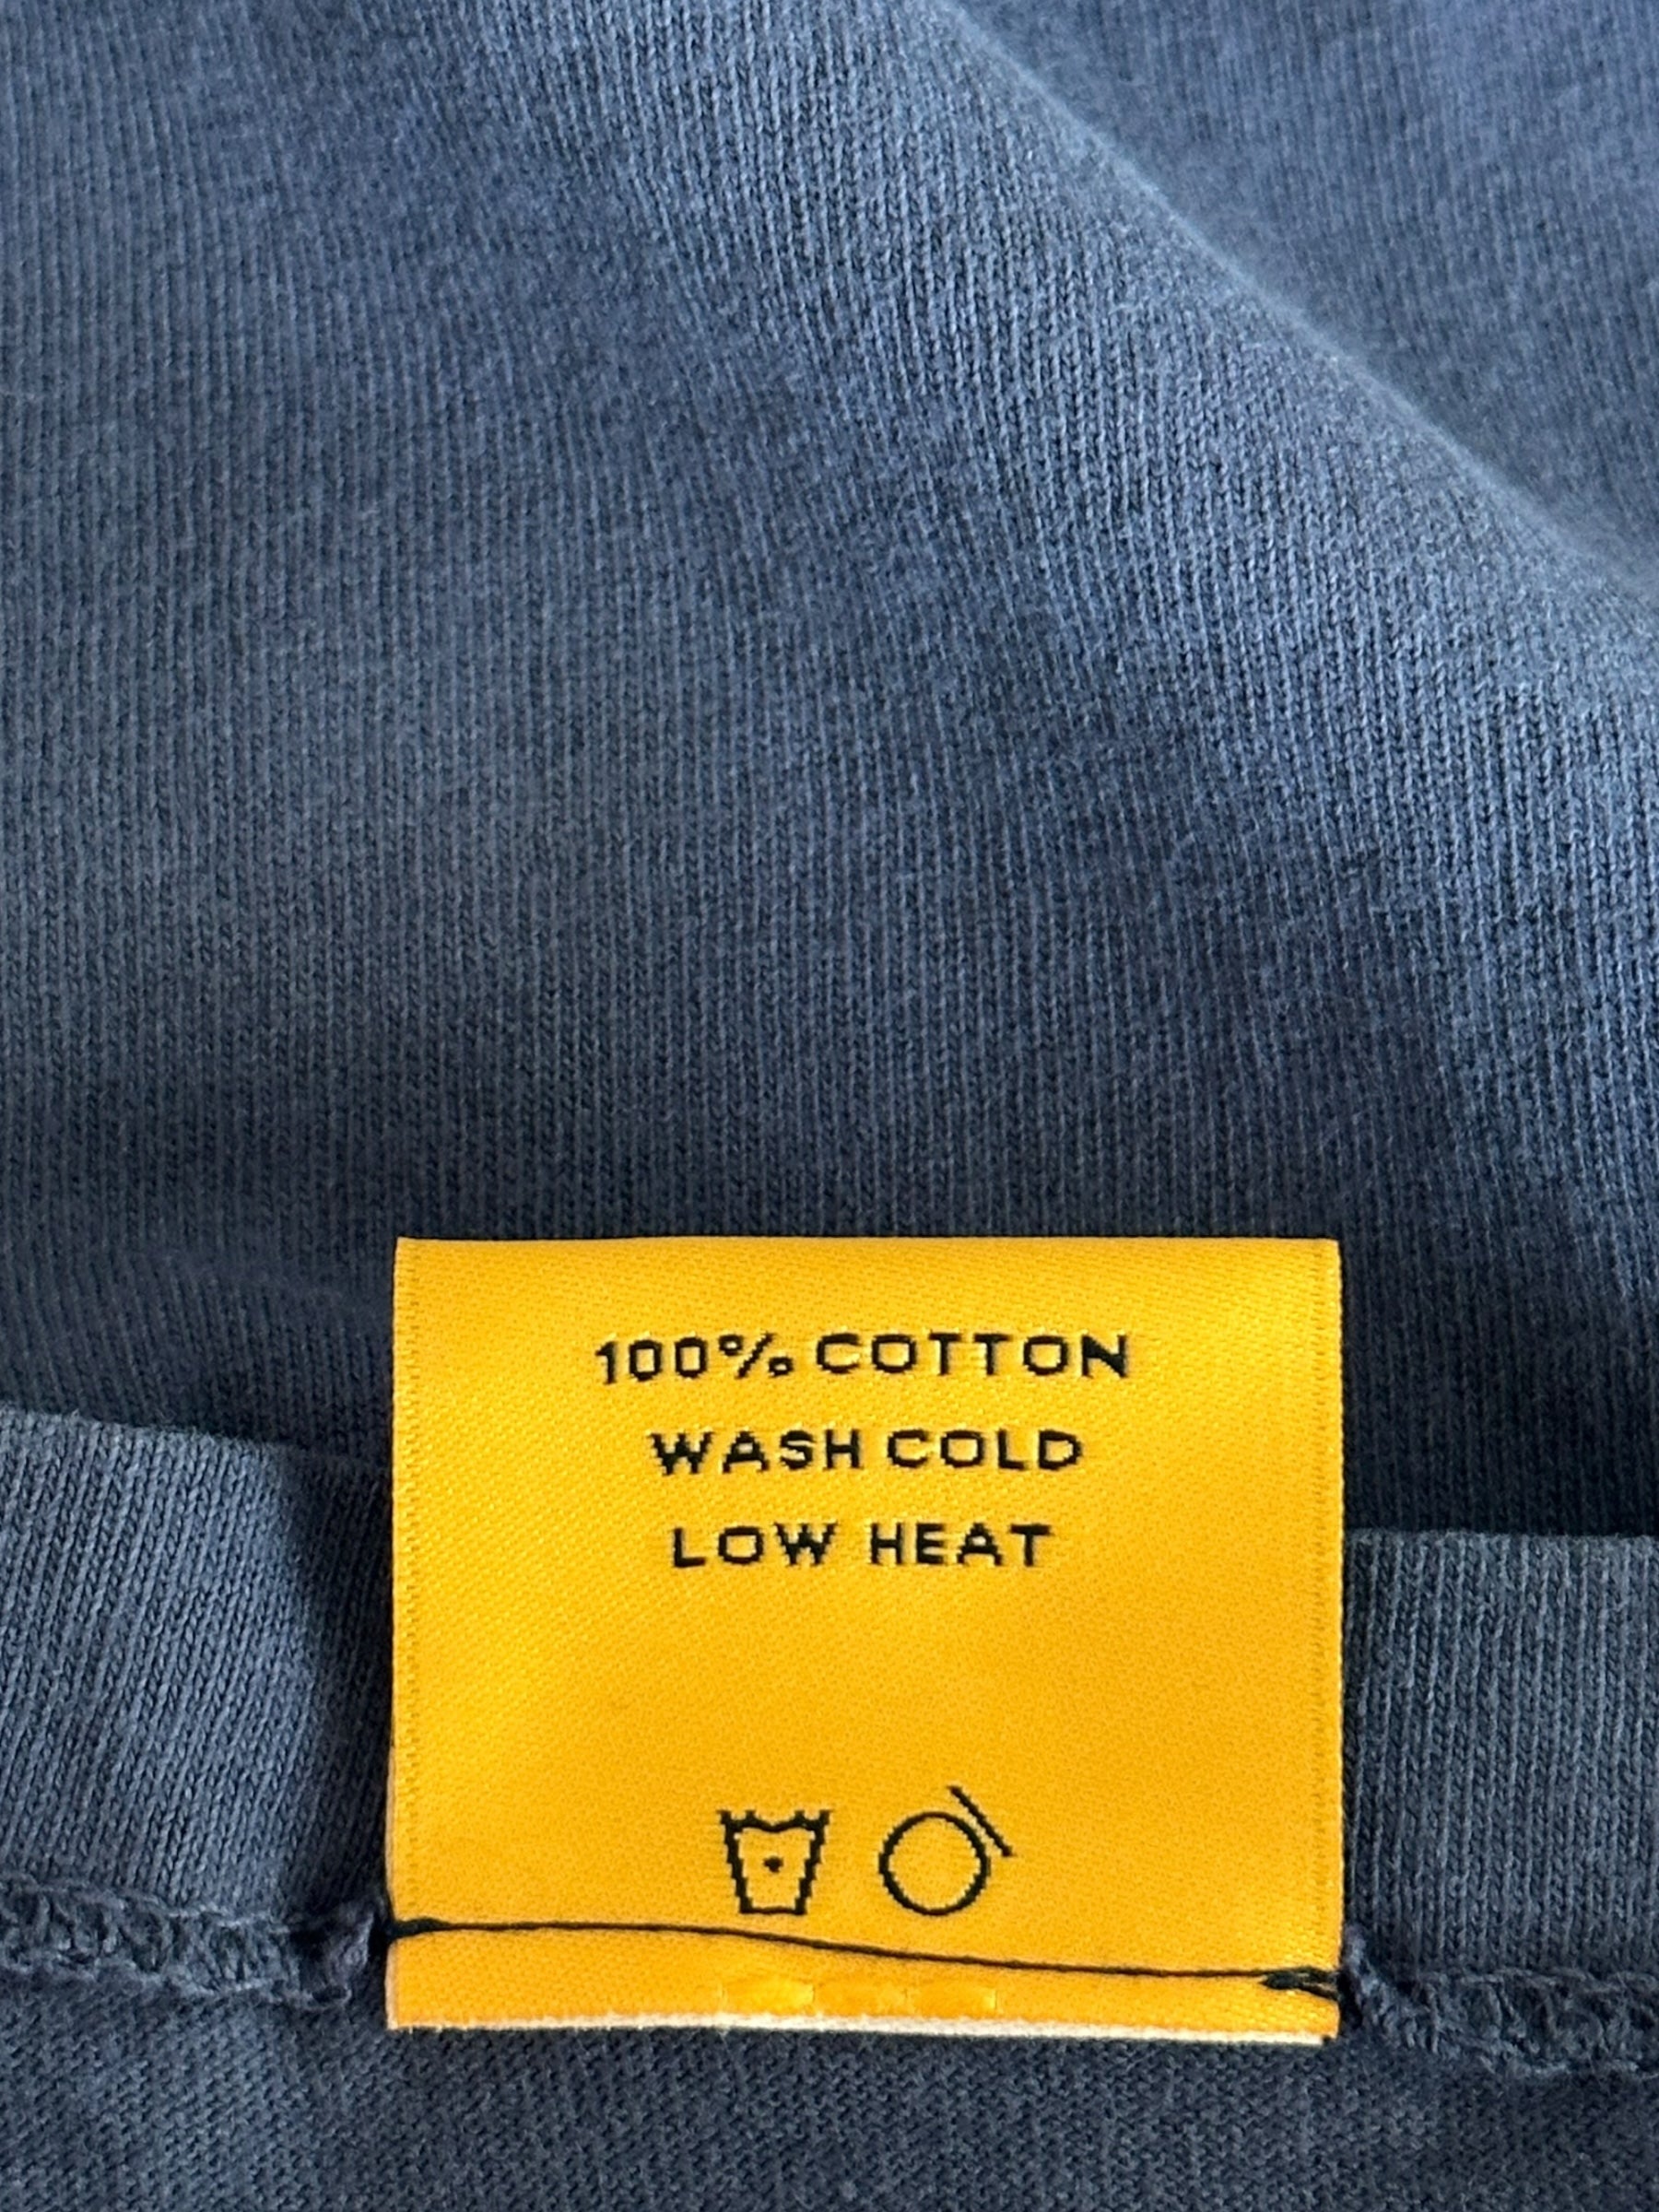 100% COTTON
WASH COLD
LOW HEAT